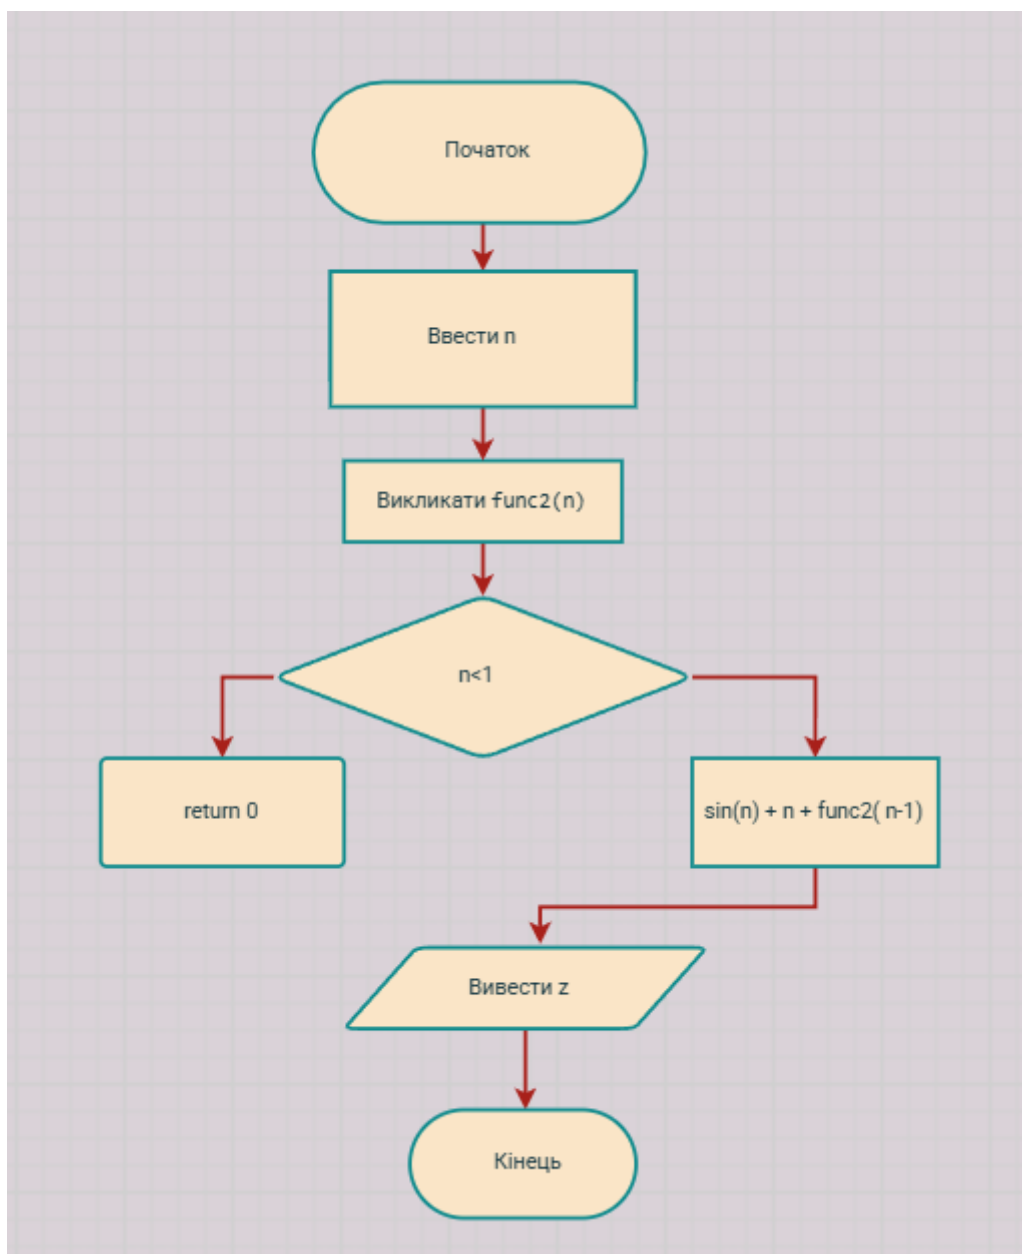 Початок
Ввести n
Викликати func2(n)
n<1
return 0
sin(n) + n + func2( n-1)
Вивести z
Кінець